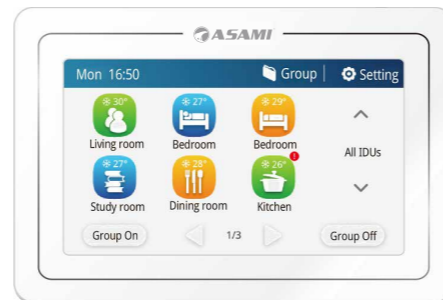 ASAMI
Mon 16:50 Group Setting
30° 27° 29°
Living room Bedroom Bedroom
All IDUs
27° 28° 26° !
Study room Dining room Kitchen
Group On 1/3 Group Off